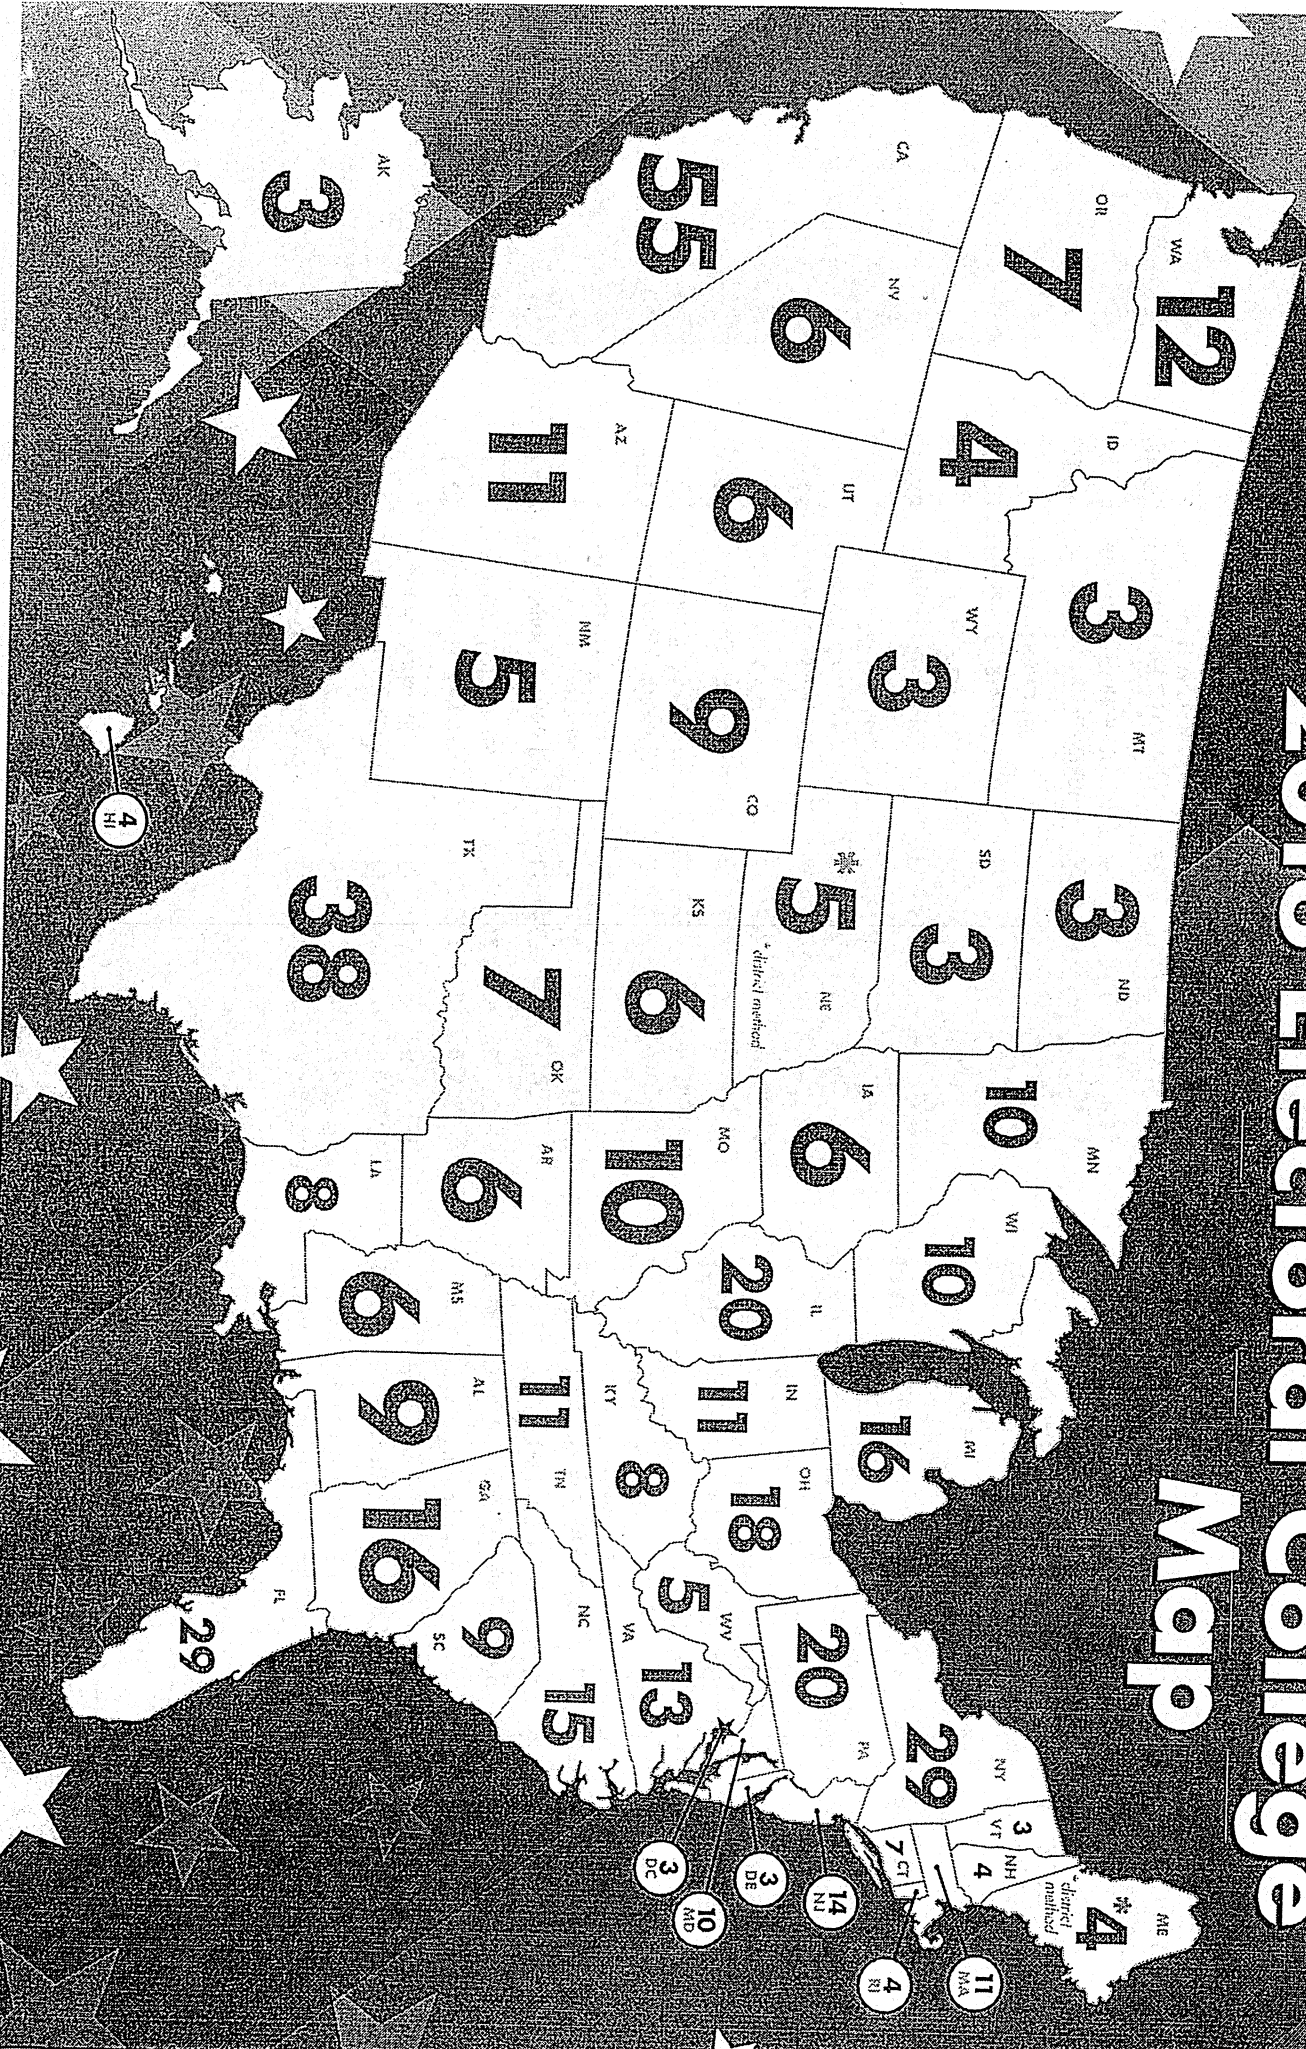 2016 Electoral College
Map
WA
12
OR
7
CA
55
NV
6
ID
4
MT
3
WY
3
UT
6
AZ
11
CO
9
NM
5
ND
3
SD
3
*5
NE
* district method
KS
6
OK
7
TX
38
MN
10
IA
6
MO
10
AR
6
LA
8
WI
10
IL
20
MI
16
IN
11
OH
18
KY
8
TN
11
MS
6
AL
9
GA
16
FL
29
SC
9
NC
15
VA
13
WV
5
PA
20
NY
29
VT
3
NH
4
ME
*4
* district
method
11
MA
4
RI
7 CT
14
NJ
3
DE
10
MD
3
DC
AK
3
4
HI